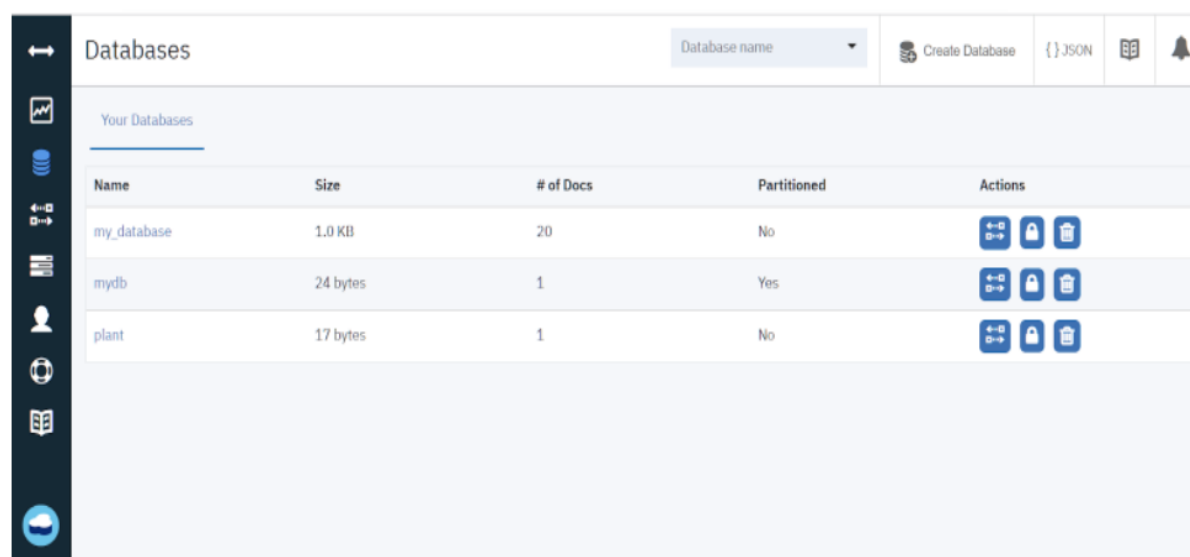 Databases Database name Create Database { } JSON
Your Databases
Name Size # of Docs Partitioned Actions
my_database 1.0 KB 20 No
mydb 24 bytes 1 Yes
plant 17 bytes 1 No